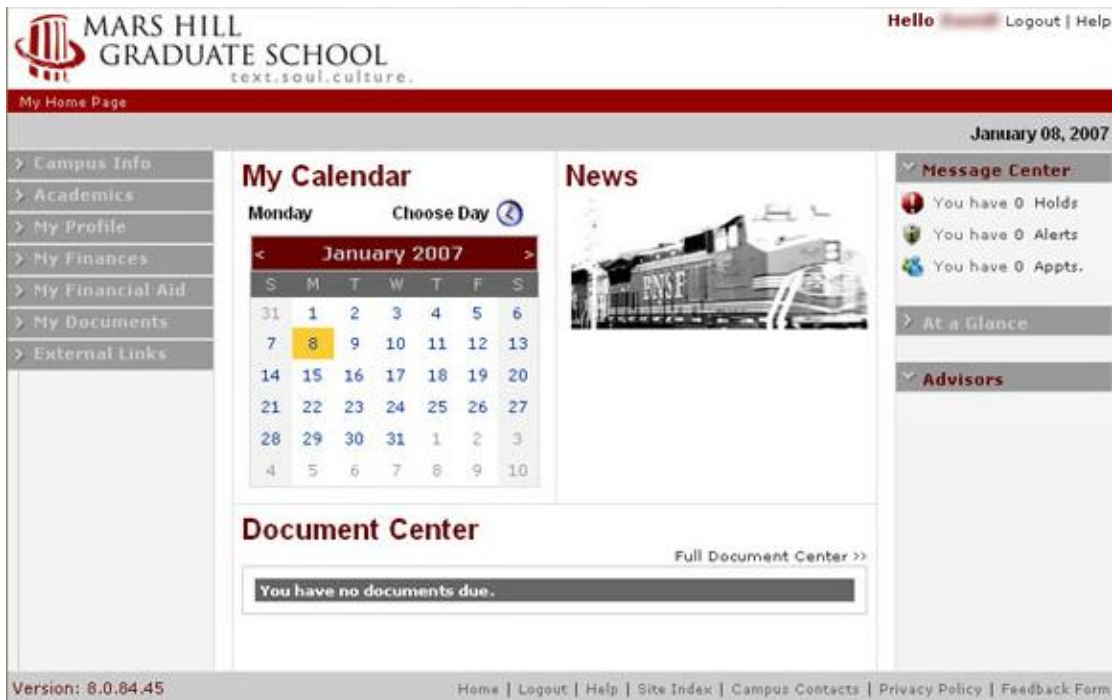 MARS HILL
GRADUATE SCHOOL
text.soul.culture.
Hello Logout | Help
My Home Page
January 08, 2007
> Campus Info
> Academics
> My Profile
> My Finances
> My Financial Aid
> My Documents
> External Links
My Calendar
Monday Choose Day
< January 2007 >
S M T W T F S
31 1 2 3 4 5 6
7 8 9 10 11 12 13
14 15 16 17 18 19 20
21 22 23 24 25 26 27
28 29 30 31 1 2 3
4 5 6 7 8 9 10
News
BNSF
Message Center
You have 0 Holds
You have 0 Alerts
You have 0 Appts.
> At a Glance
Advisors
Document Center
Full Document Center >>
You have no documents due.
Version: 8.0.84.45
Home | Logout | Help | Site Index | Campus Contacts | Privacy Policy | Feedback Form